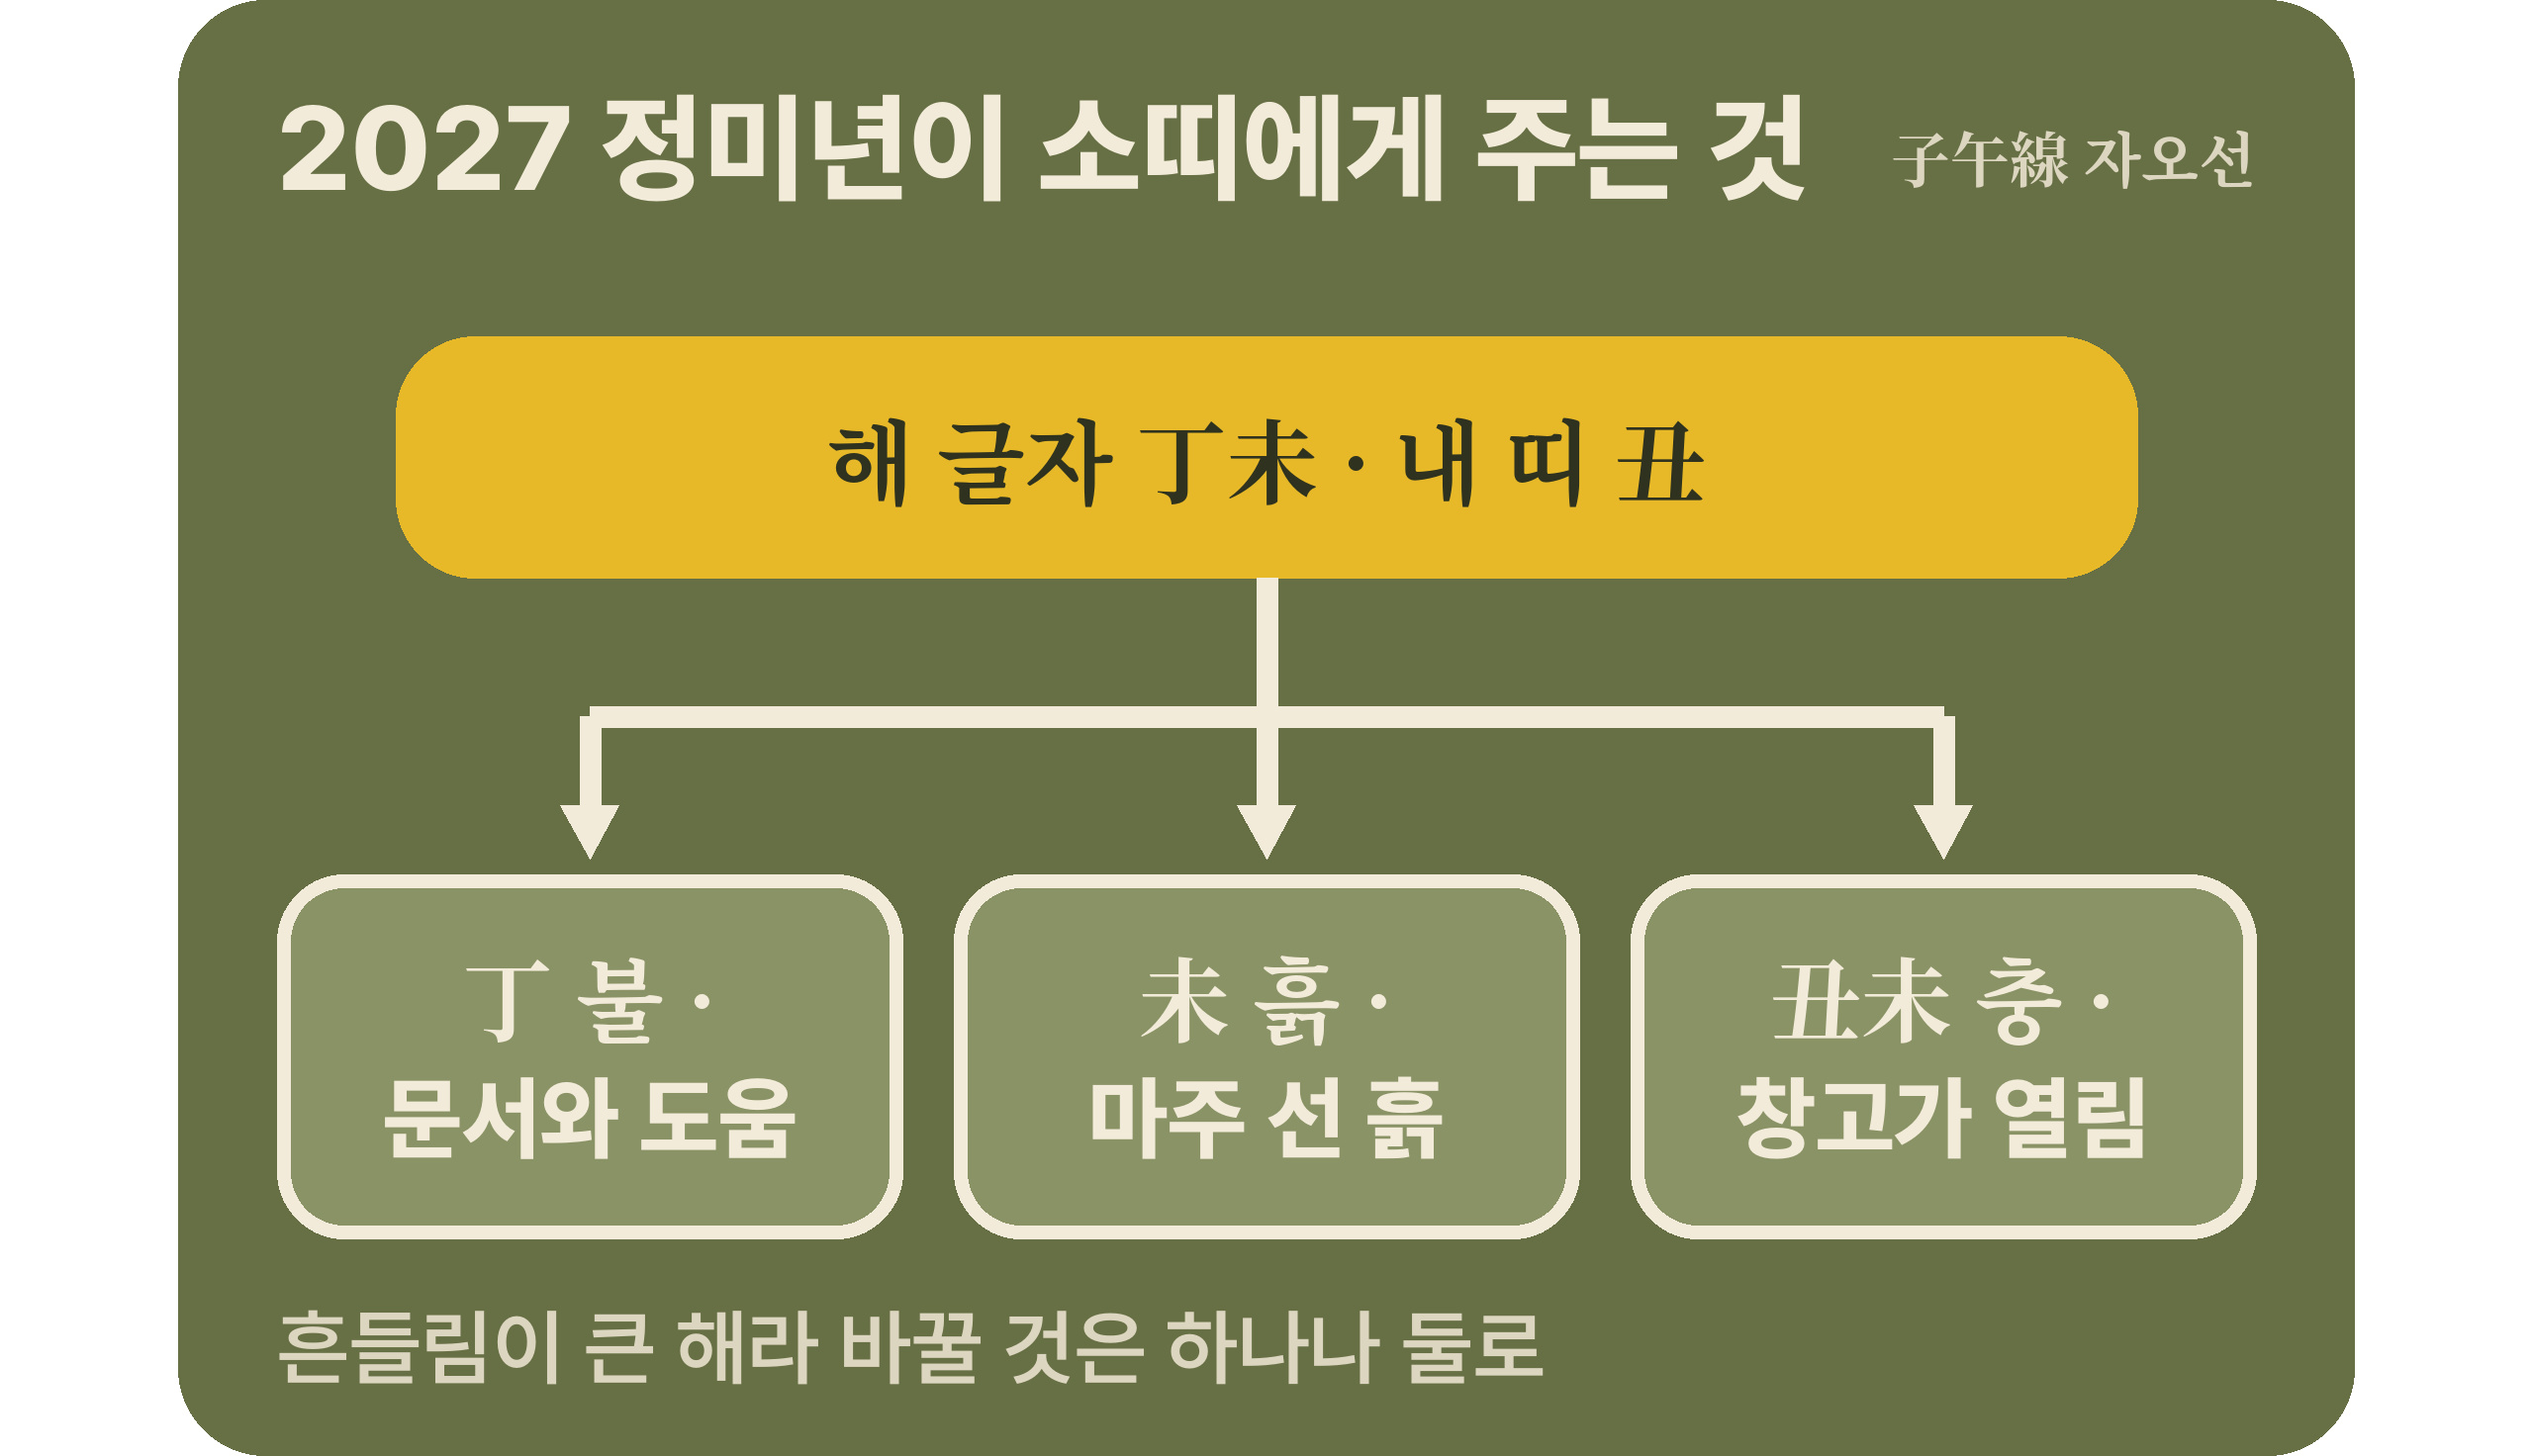 2027 정미년이 소띠에게 주는 것
子午線 자오선
해 글자 丁未 · 내 띠 丑
丁 불 ·
문서와 도움
未 흙 ·
마주 선 흙
丑未 충 ·
창고가 열림
흔들림이 큰 해라 바꿀 것은 하나나 둘로